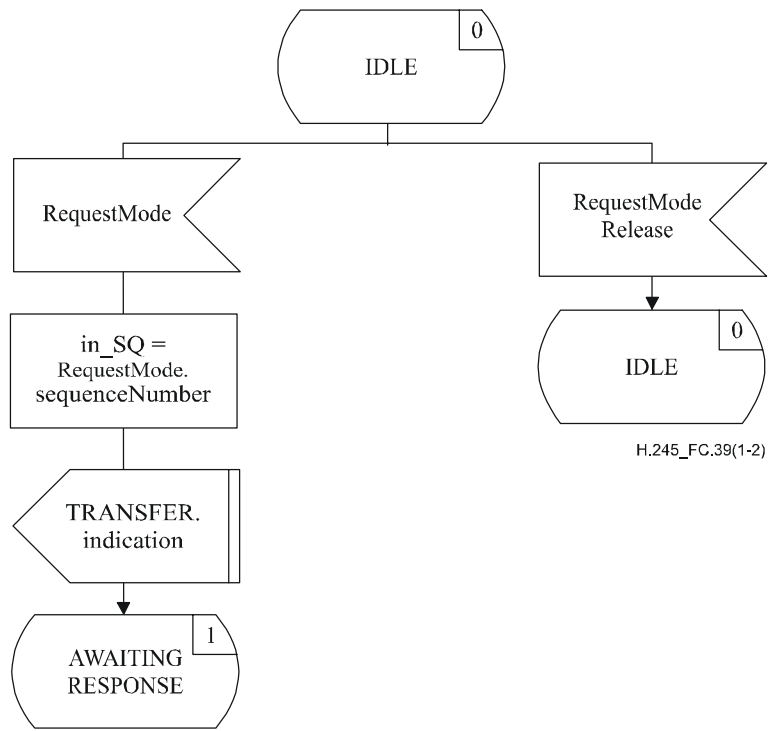 0
IDLE
RequestMode
in_SQ =
RequestMode.
sequenceNumber
TRANSFER.
indication
1
AWAITING
RESPONSE
RequestMode
Release
0
IDLE
H.245_FC.39(1-2)